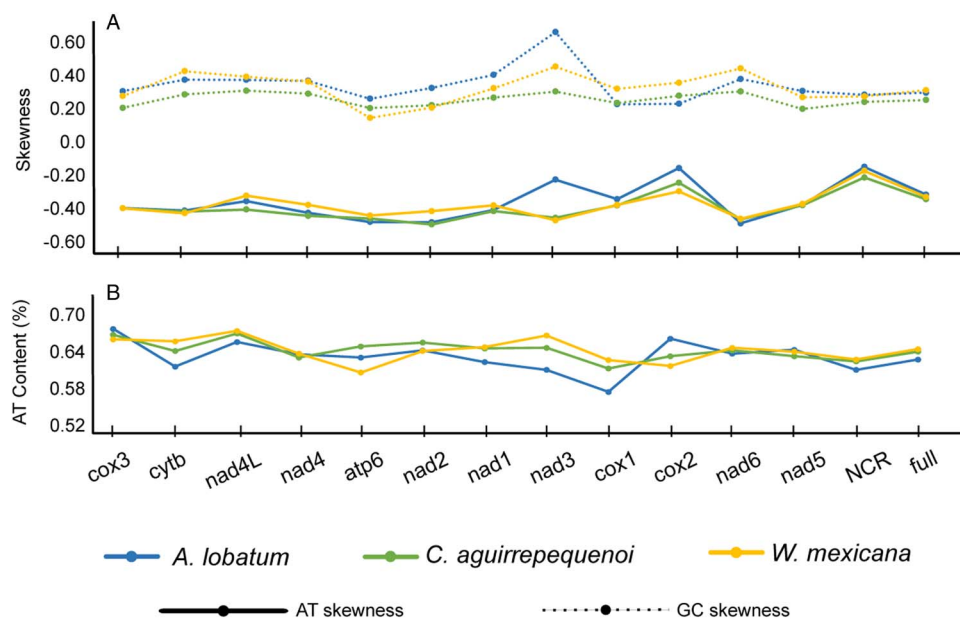 A
Skewness
0.60
0.40
0.20
0.0
-0.20
-0.40
-0.60
B
AT Content (%)
0.70
0.64
0.58
0.52
cox3 cytb nad4L nad4 atp6 nad2 nad1 nad3 cox1 cox2 nad6 nad5 NCR full
A. lobatum C. aguirrepequenoi W. mexicana
AT skewness GC skewness